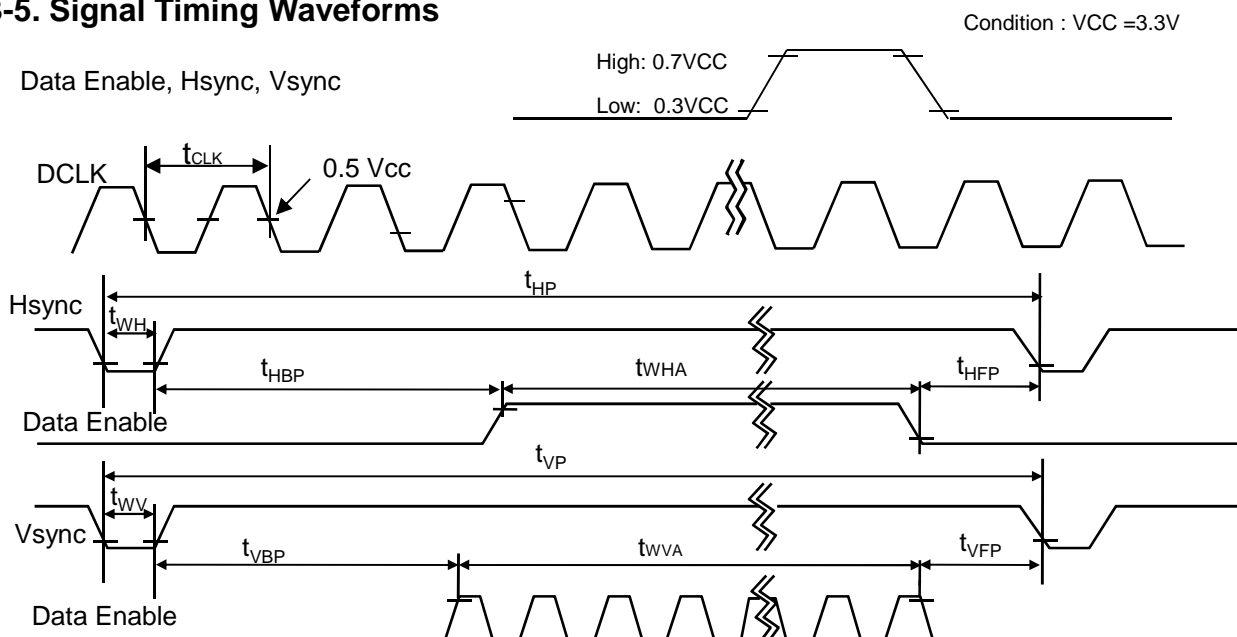 3-5. Signal Timing Waveforms
Condition : VCC =3.3V
Data Enable, Hsync, Vsync
High: 0.7VCC
Low: 0.3VCC
tCLK
0.5 Vcc
DCLK
tHP
Hsync
tWH
tHBP
tWHA
tHFP
Data Enable
tVP
tWV
Vsync
tVBP
tWVA
tVFP
Data Enable